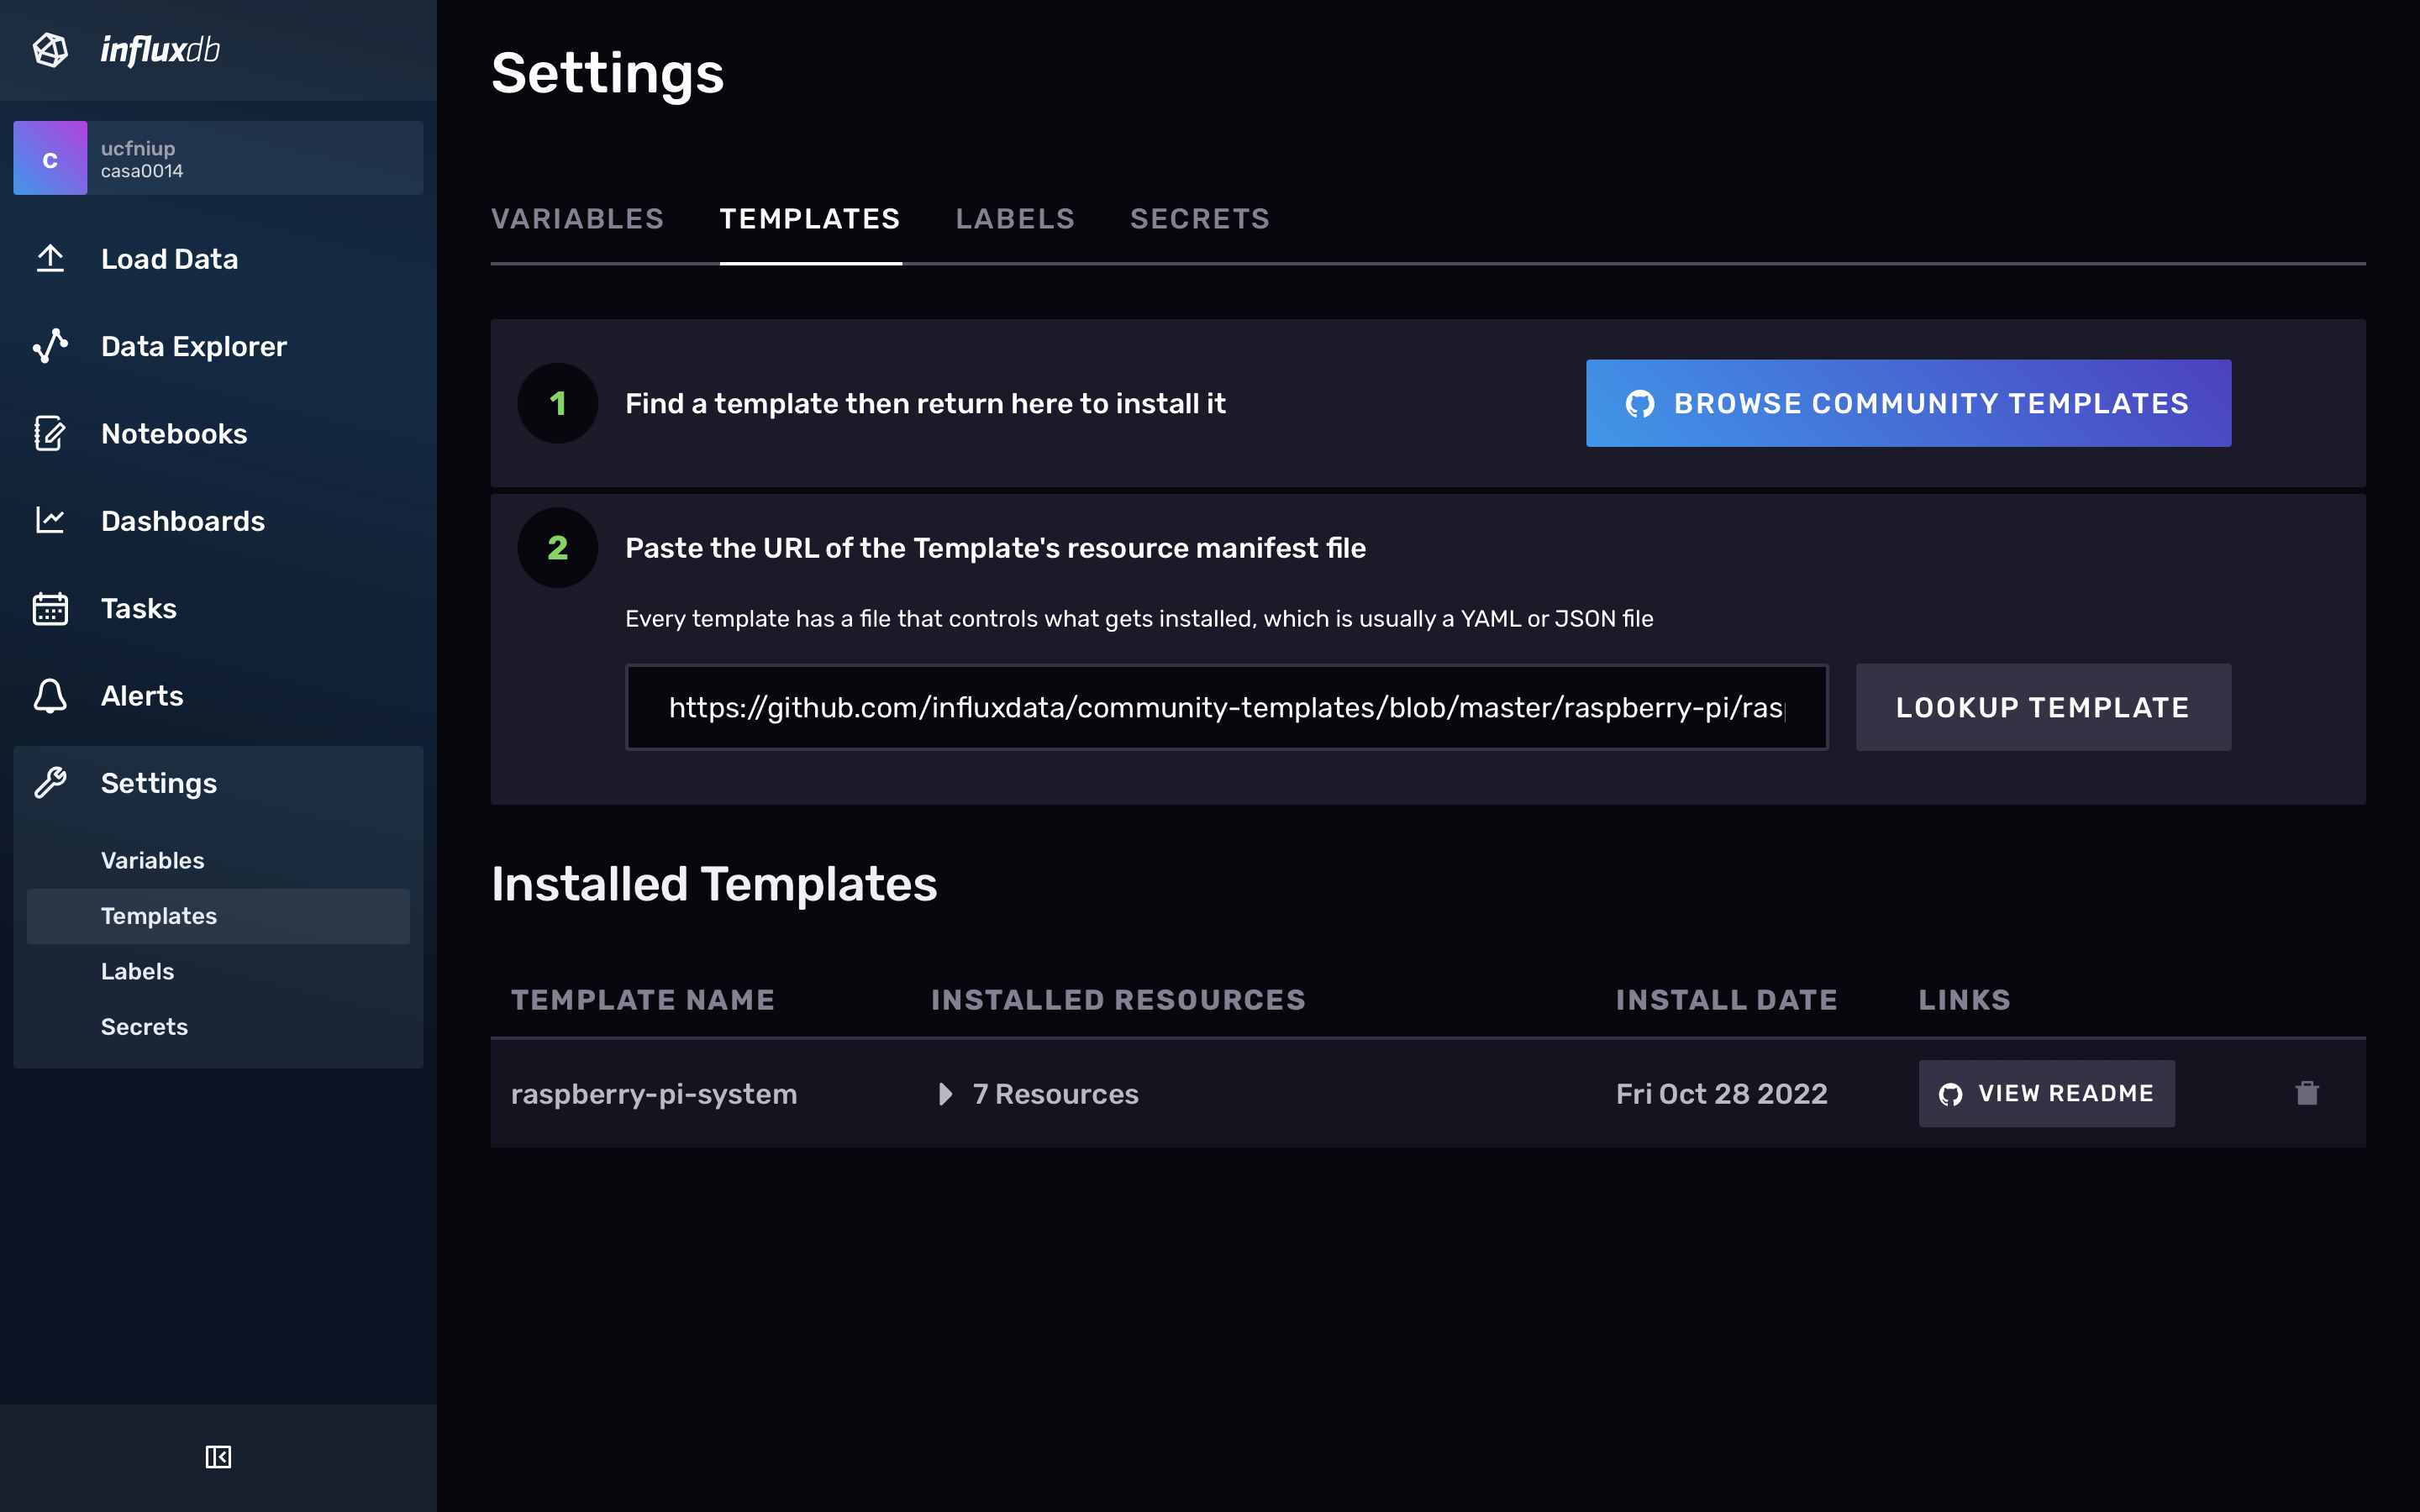 influxdb
c
ucfniup
casa0014
Load Data
Data Explorer
Notebooks
Dashboards
Tasks
Alerts
Settings
Variables
Templates
Labels
Secrets
Settings
VARIABLES TEMPLATES LABELS SECRETS
1 Find a template then return here to install it BROWSE COMMUNITY TEMPLATES
2 Paste the URL of the Template's resource manifest file
Every template has a file that controls what gets installed, which is usually a YAML or JSON file
https://github.com/influxdata/community-templates/blob/master/raspberry-pi/rasp LOOKUP TEMPLATE
Installed Templates
TEMPLATE NAME INSTALLED RESOURCES INSTALL DATE LINKS
raspberry-pi-system 7 Resources Fri Oct 28 2022 VIEW README